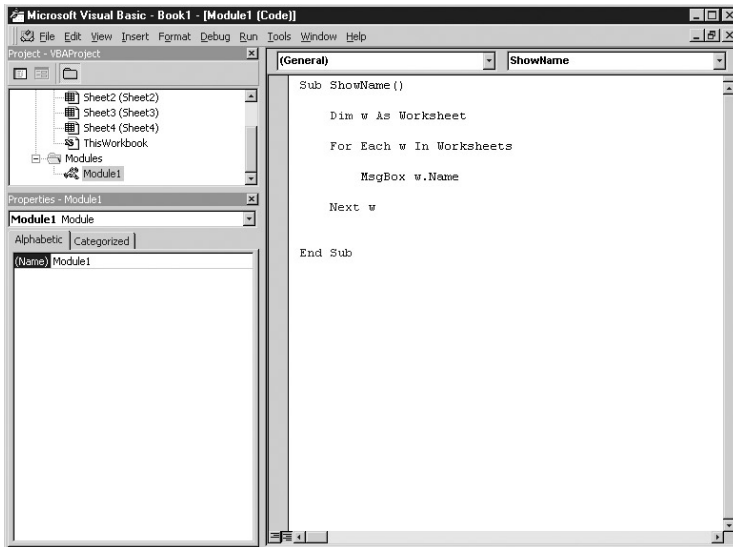 Microsoft Visual Basic - Book1 - [Module1 (Code)]
File Edit View Insert Format Debug Run Tools Window Help
Project - VBAProject
Sheet2 (Sheet2)
Sheet3 (Sheet3)
Sheet4 (Sheet4)
ThisWorkbook
Modules
Module1
Properties - Module1
Module1 Module
Alphabetic Categorized
(Name) Module1
(General) ShowName
Sub ShowName()
Dim w As Worksheet
For Each w In Worksheets
MsgBox w.Name
Next w
End Sub